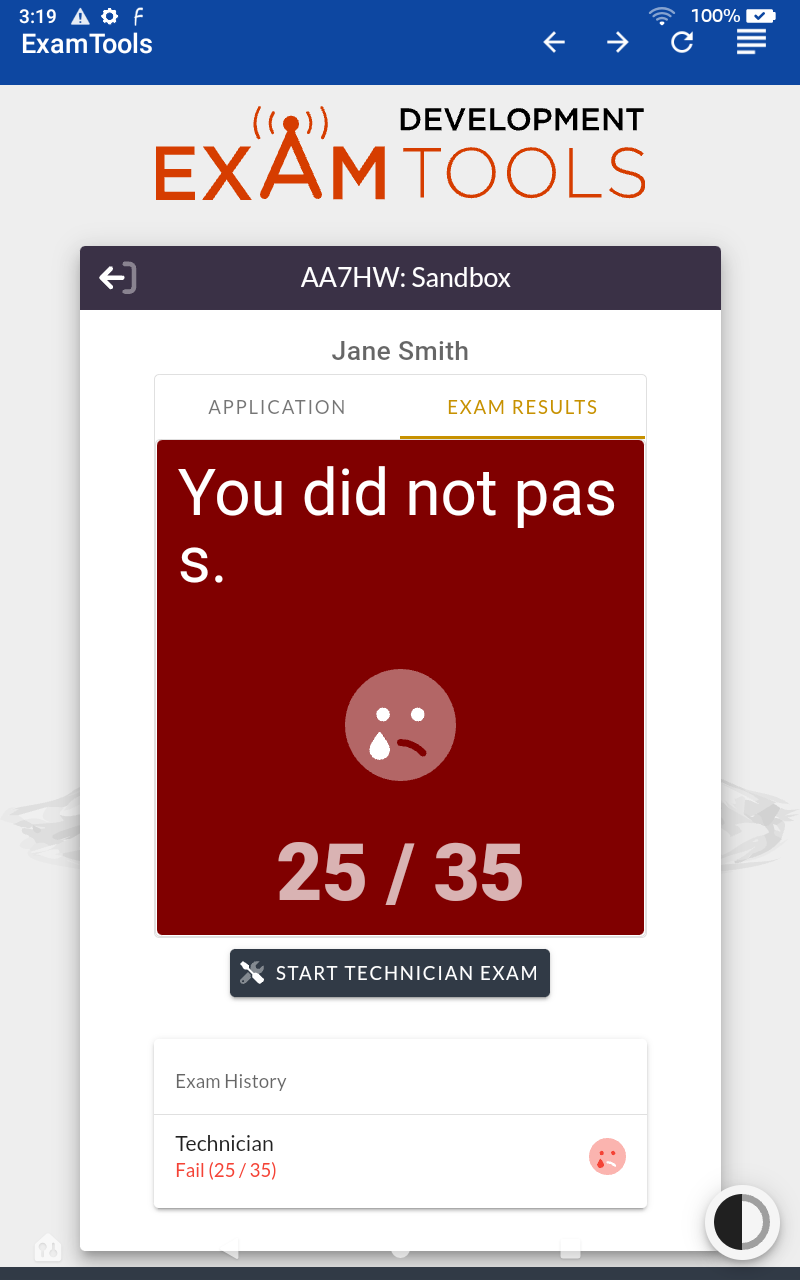 3:19
100%
ExamTools
DEVELOPMENT
EXAM TOOLS
AA7HW: Sandbox
Jane Smith
APPLICATION EXAM RESULTS
You did not pas
s.
25 / 35
START TECHNICIAN EXAM
Exam History
Technician
Fail (25 / 35)